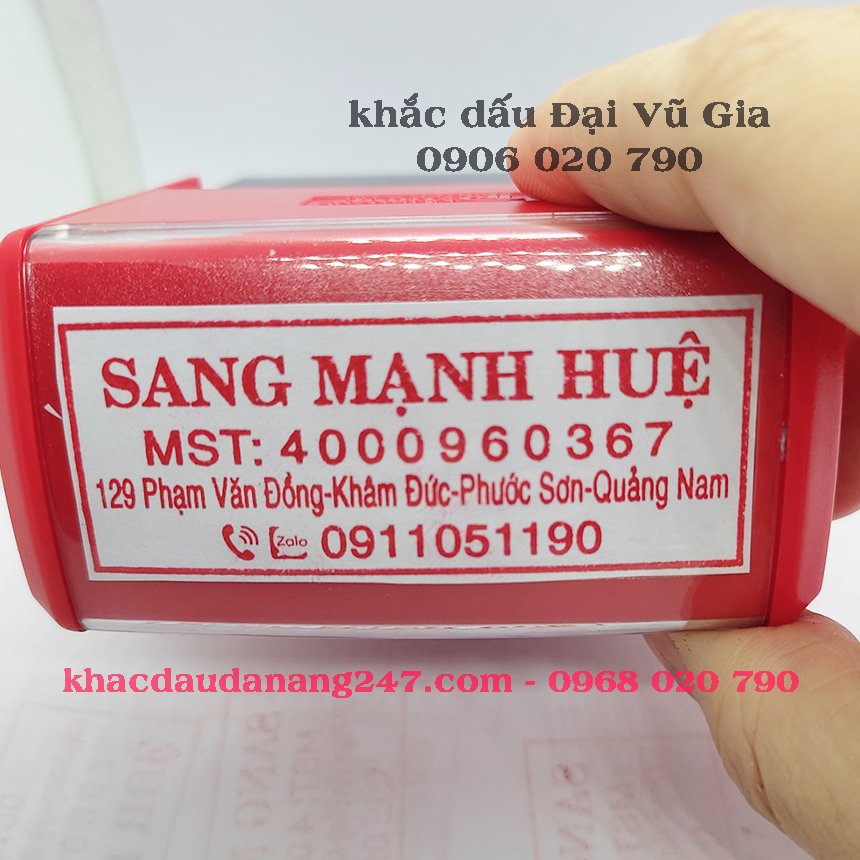 khắc dấu Đại Vũ Gia
0906 020 790
SANG MẠNH HUỆ
MST: 4000960367
129 Phạm Văn Đồng-Khâm Đức-Phước Sơn-Quảng Nam
Zalo 0911051190
khacdaudanang247.com - 0968 020 790
SANG